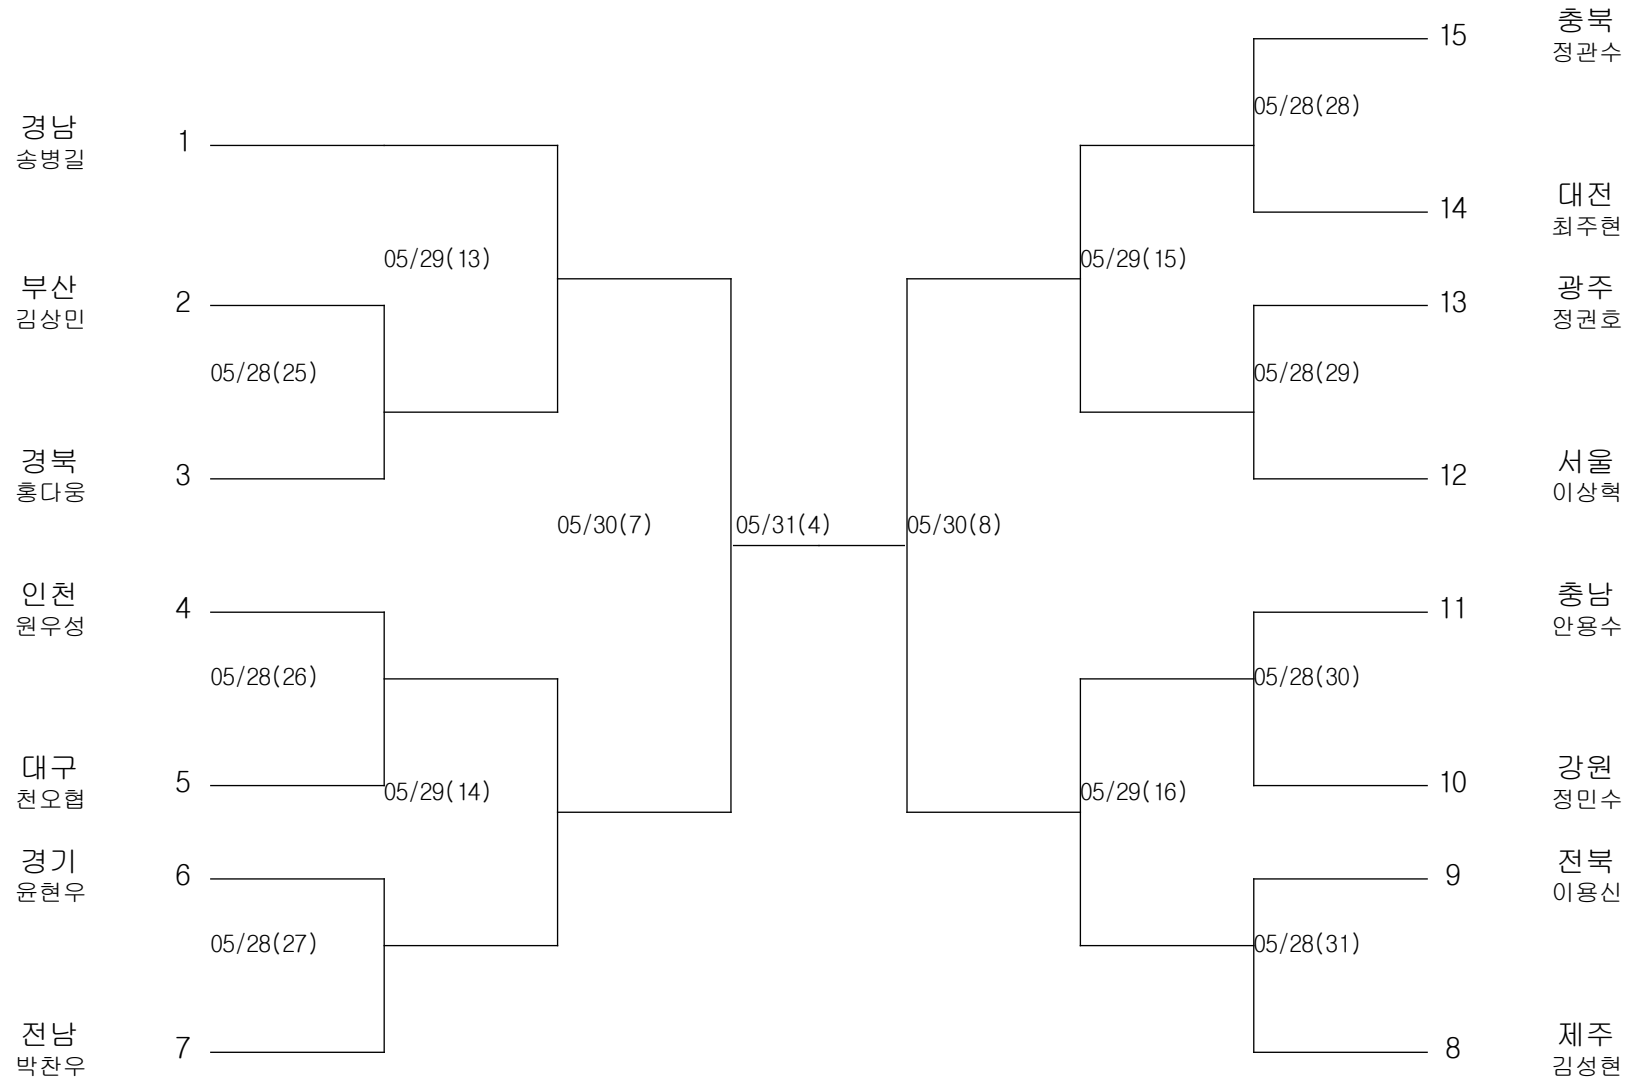 충북
15
정관수
05/28(28)
경남
1
송병길
대전
14
최주현
05/29(13)
05/29(15)
부산
2
김상민
광주
13
정권호
05/28(25)
05/28(29)
경북
3
홍다웅
서울
12
이상혁
05/30(7)
05/31(4)
05/30(8)
인천
4
원우성
충남
11
안용수
05/28(26)
05/28(30)
대구
5
천오협
강원
10
정민수
05/29(14)
05/29(16)
경기
6
윤현우
전북
9
이용신
05/28(27)
05/28(31)
전남
7
박찬우
제주
8
김성현